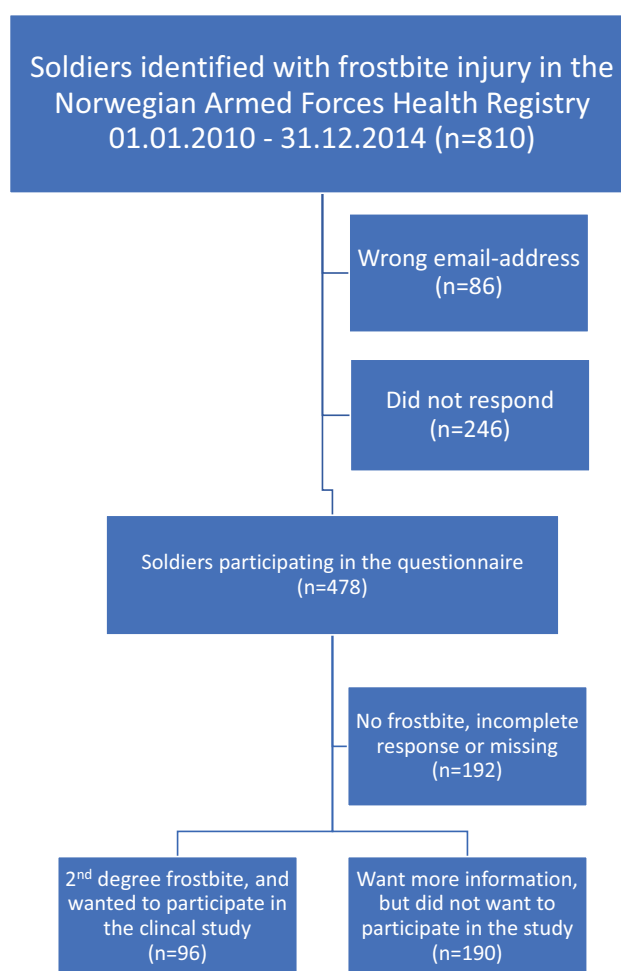 Soldiers identified with frostbite injury in the
Norwegian Armed Forces Health Registry
01.01.2010 - 31.12.2014 (n=810)
Wrong email-address
(n=86)
Did not respond
(n=246)
Soldiers participating in the questionnaire
(n=478)
No frostbite, incomplete
response or missing
(n=192)
2nd degree frostbite, and
wanted to participate in
the clincal study
(n=96)
Want more information,
but did not want to
participate in the study
(n=190)